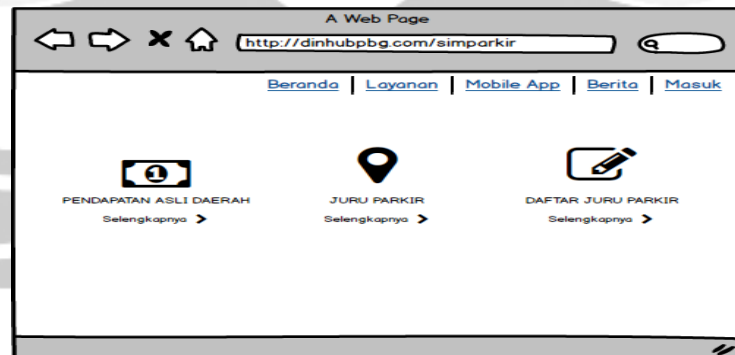 A Web Page
http://dinhubpbg.com/simparkir
Beranda Layanan Mobile App Berita Masuk
1
PENDAPATAN ASLI DAERAH JURU PARKIR DAFTAR JURU PARKIR
Selengkapnya Selengkapnya Selengkapnya